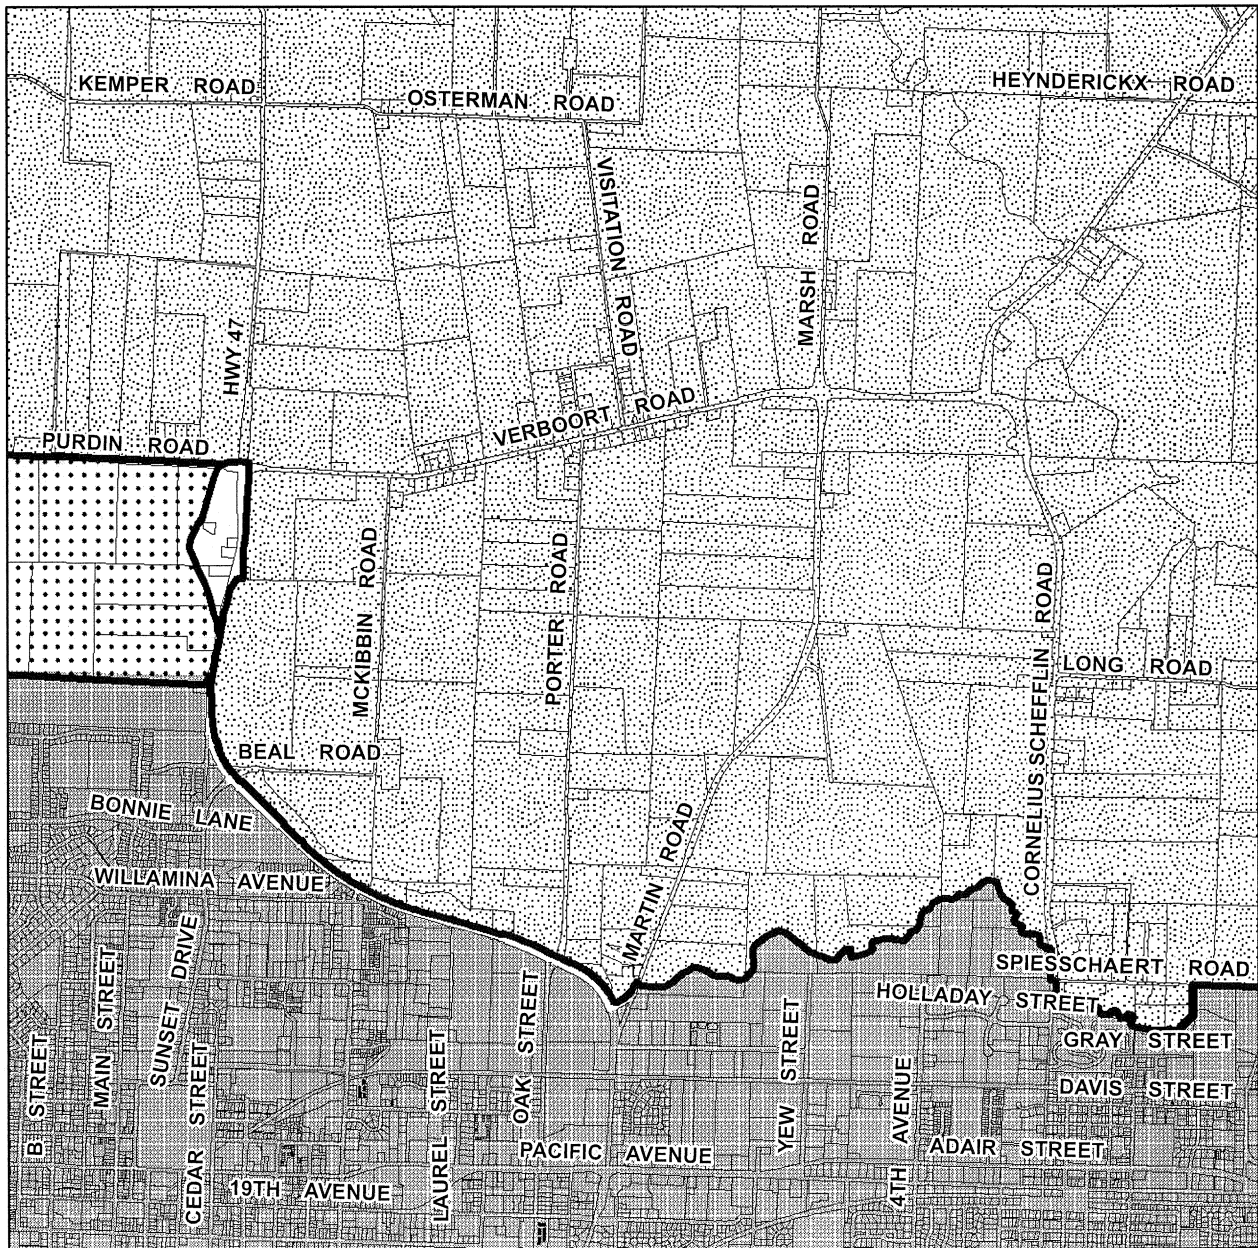 KEMPER ROAD
OSTERMAN ROAD
HEYNDERICKX ROAD
VISITATION ROAD
MARSH ROAD
HWY 47
VERBOORT ROAD
PURDIN ROAD
MCKIBBIN ROAD
PORTER ROAD
CORNELIUS SCHEFFLIN ROAD
LONG ROAD
BEAL ROAD
BONNIE LANE
MARTIN ROAD
WILLAMINA AVENUE
SPIESSCHAERT ROAD
HOLLADAY STREET
GRAY STREET
DAVIS STREET
B STREET
MAIN STREET
SUNSET DRIVE
CEDAR STREET
LAUREL STREET
OAK STREET
YEW STREET
4TH AVENUE
ADAIR STREET
PACIFIC AVENUE
19TH AVENUE